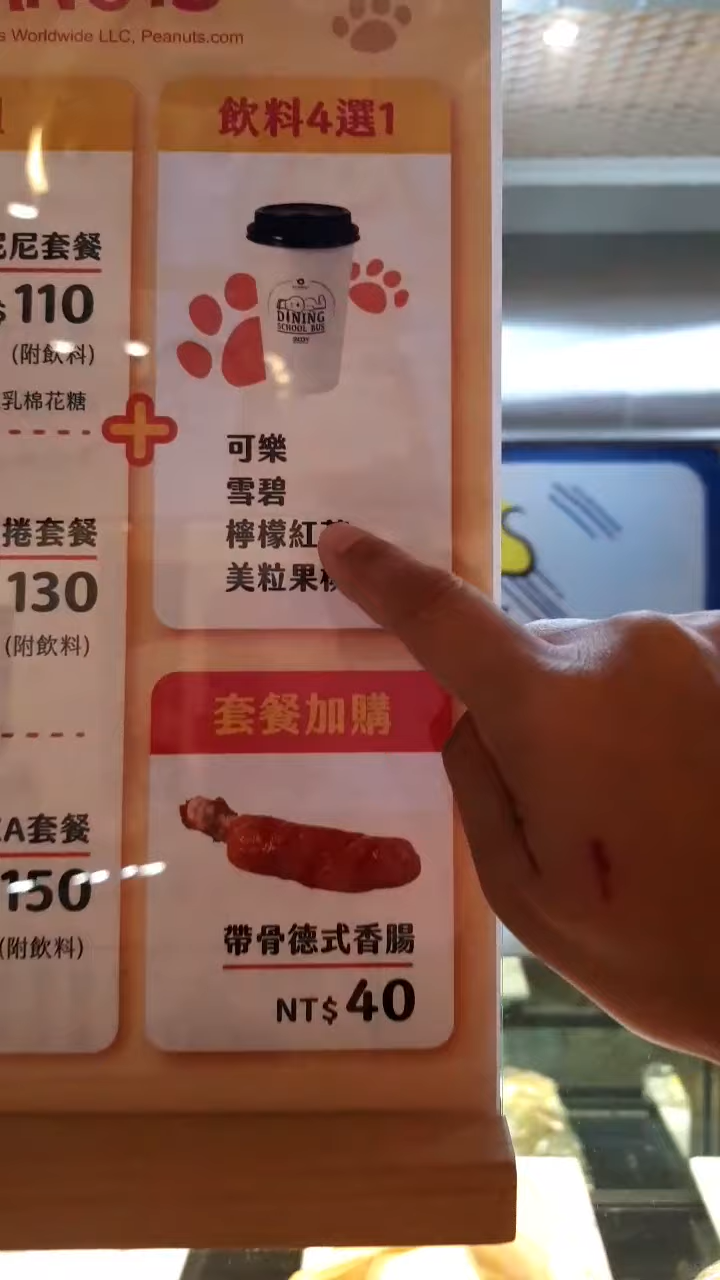 s Worldwide LLC, Peanuts.com
飲料4選1
DINING
SCHOOL BUS
可樂
雪碧
檸檬紅
美粒果
尼套餐
$110
(附飲料)
乳棉花糖
捲套餐
130
(附飲料)
A套餐
150
(附飲料)
套餐加購
帶骨德式香腸
NT$40